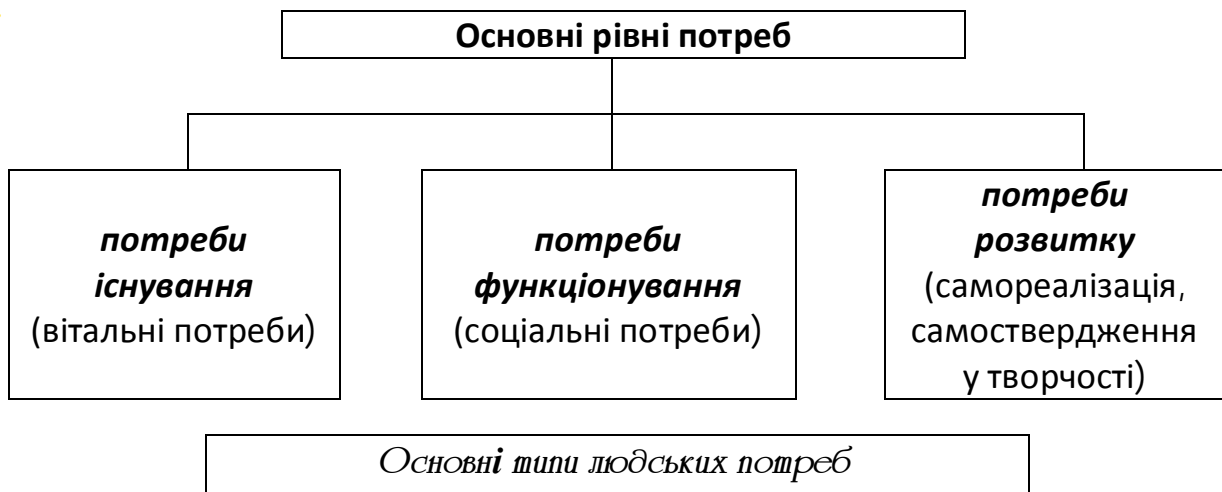 Основні рівні потреб
потреби
існування
(вітальні потреби)
потреби
функціонування
(соціальні потреби)
потреби
розвитку
(самореалізація,
самоствердження
у творчості)
Основні типи людських потреб